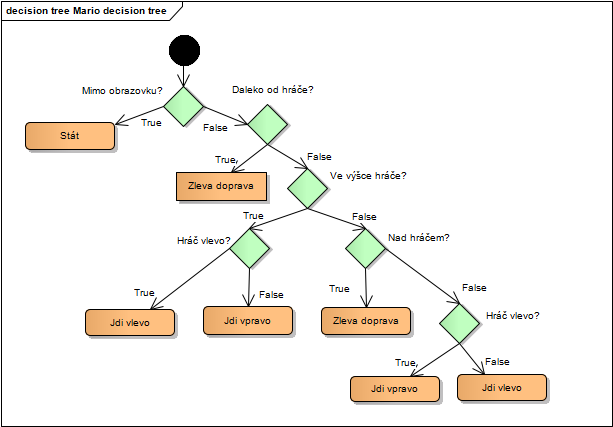 decision tree Mario decision tree
Mimo obrazovku?
Daleko od hráče?
True
False
Stát
True,
False
Zleva doprava
Ve výšce hráče?
True
False
Hráč vlevo?
Nad hráčem?
True
False
True
False
Jdi vlevo
Jdi vpravo
Zleva doprava
Hráč vlevo?
True,
False
Jdi vpravo
Jdi vlevo